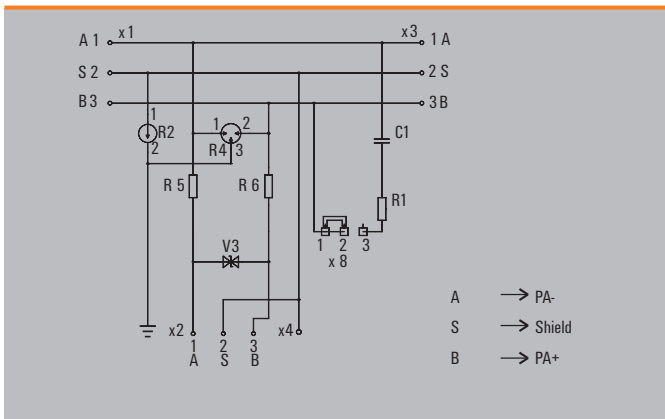 A 1 x1 x3 1 A
S 2 2 S
B 3 3 B
1
R2
2
1 2
R4 3
C1
R 5 R 6
R1
V3
1 2 3
x 8
x2 x4
1 2 3
A S B
A → PA-
S → Shield
B → PA+